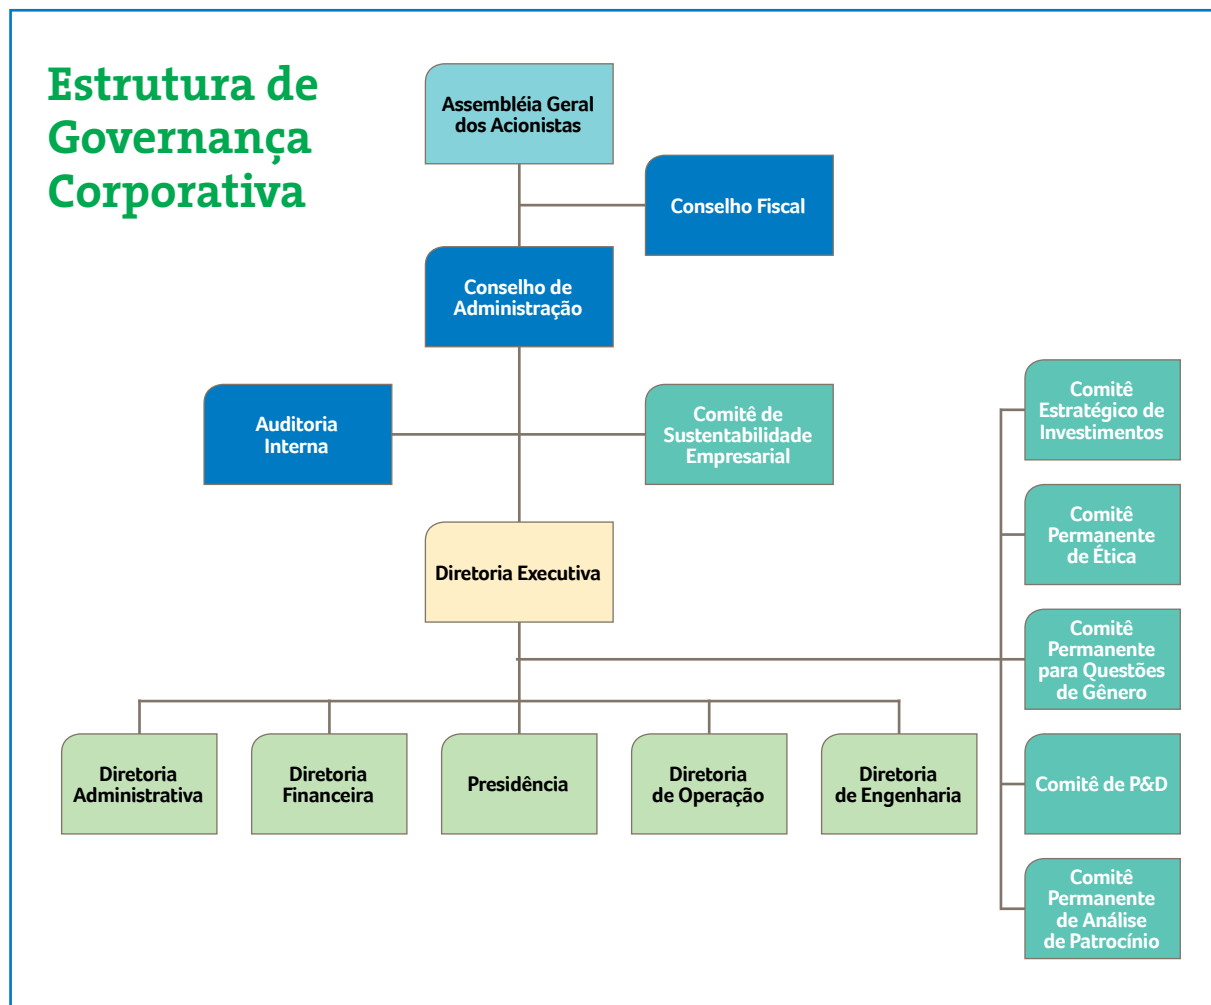 Estrutura de
Governança
Corporativa
Assembléia Geral
dos Acionistas
Conselho Fiscal
Conselho de
Administração
Auditoria
Interna
Comitê de
Sustentabilidade
Empresarial
Comitê
Estratégico de
Investimentos
Comitê
Permanente
de Ética
Diretoria Executiva
Comitê
Permanente
para Questões
de Gênero
Diretoria
Administrativa
Diretoria
Financeira
Presidência
Diretoria
de Operação
Diretoria
de Engenharia
Comitê de P&D
Comitê
Permanente
de Análise
de Patrocínio